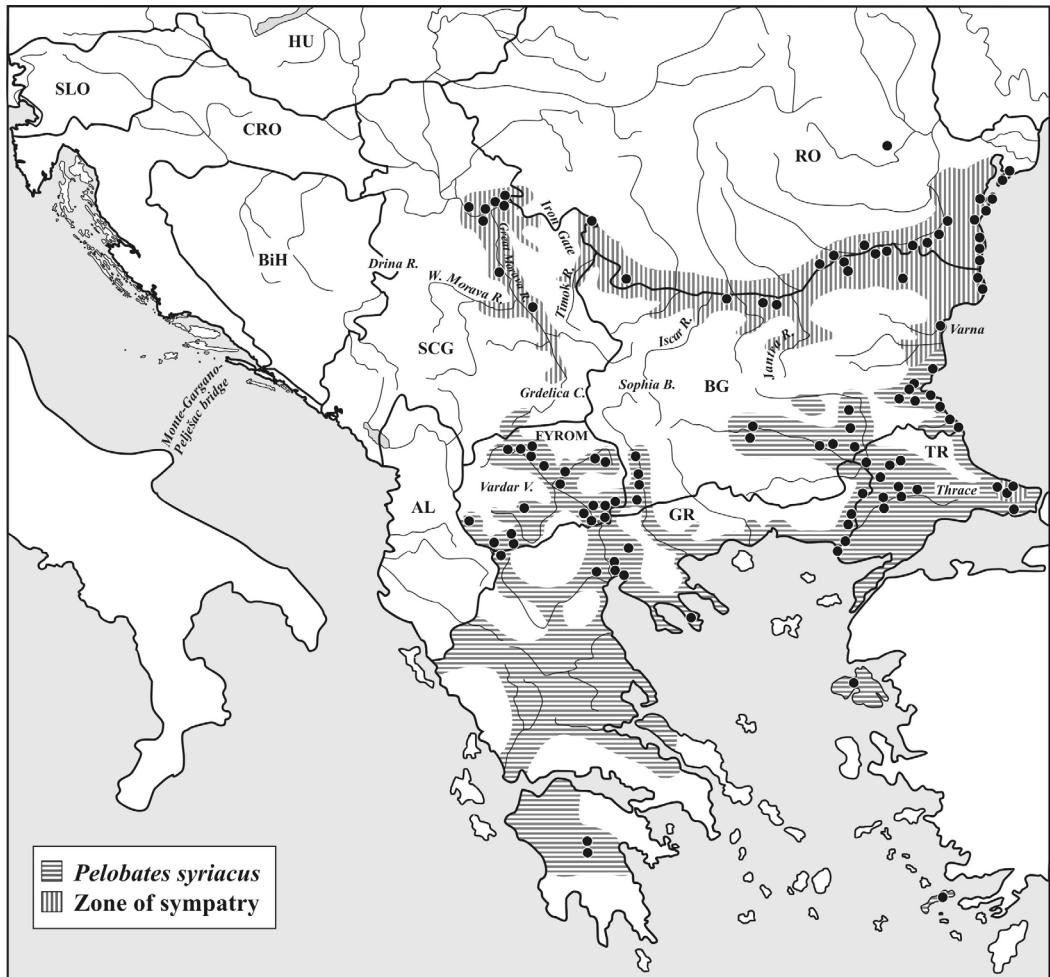 HU
SLO
CRO
RO
BiH
Iron Gate
Drina R.
Great Morava R.
W. Morava R.
Timok R.
SCG
Iscar R.
Jantra R.
Varna
Monte-Gargano-
Pelješac bridge
Grdelica C.
Sophia B.
BG
FYROM
TR
Vardar V.
Thrace
AL
GR
Pelobates syriacus
Zone of sympatry